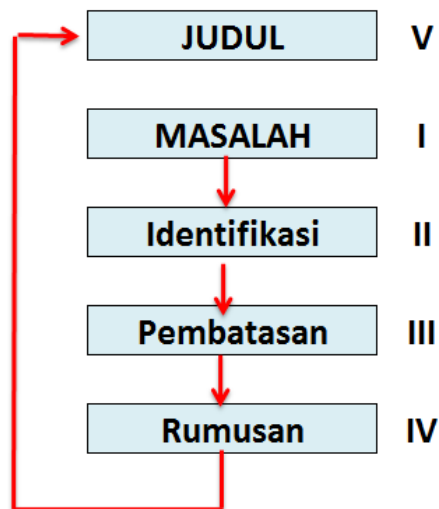 JUDUL V
MASALAH I
Identifikasi II
Pembatasan III
Rumusan IV